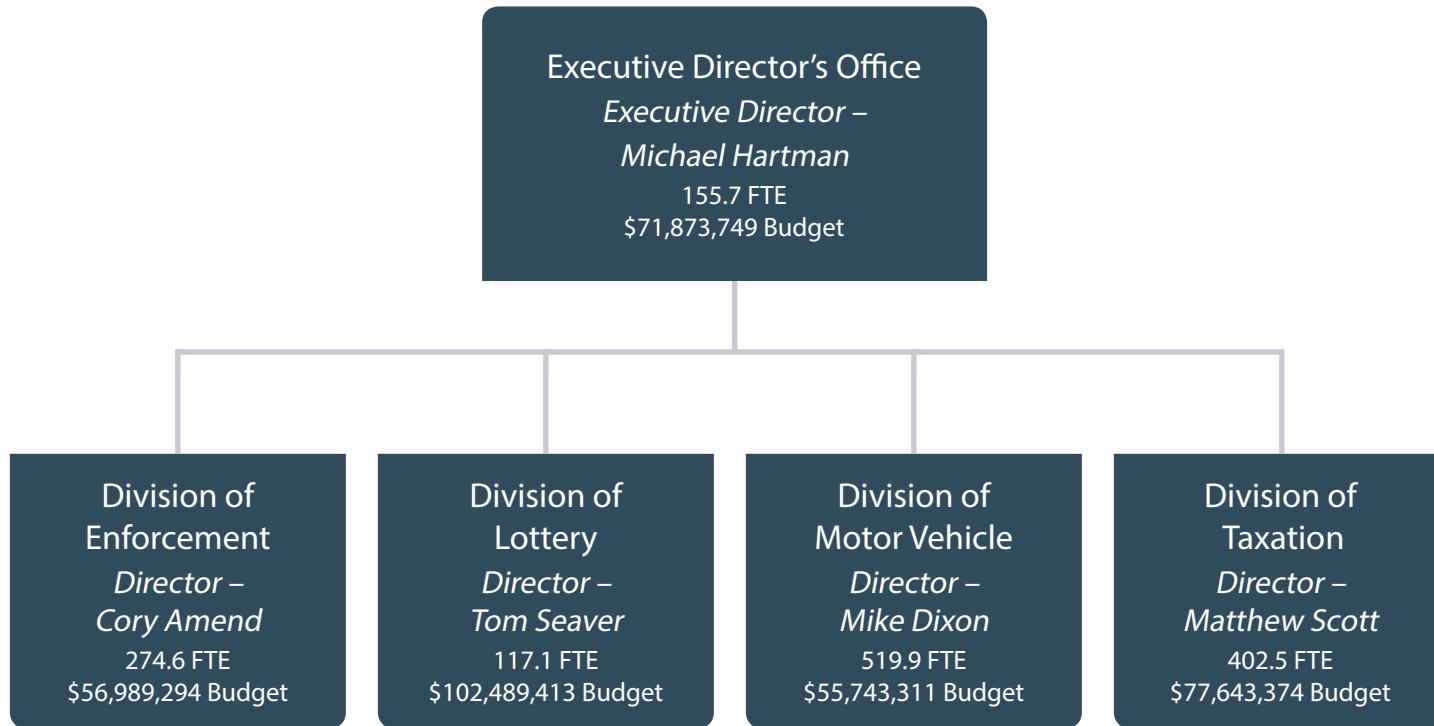 Executive Director’s Office
Executive Director –
Michael Hartman
155.7 FTE
$71,873,749 Budget
Division of
Enforcement
Director –
Cory Amend
274.6 FTE
$56,989,294 Budget
Division of
Lottery
Director –
Tom Seaver
117.1 FTE
$102,489,413 Budget
Division of
Motor Vehicle
Director –
Mike Dixon
519.9 FTE
$55,743,311 Budget
Division of
Taxation
Director –
Matthew Scott
402.5 FTE
$77,643,374 Budget